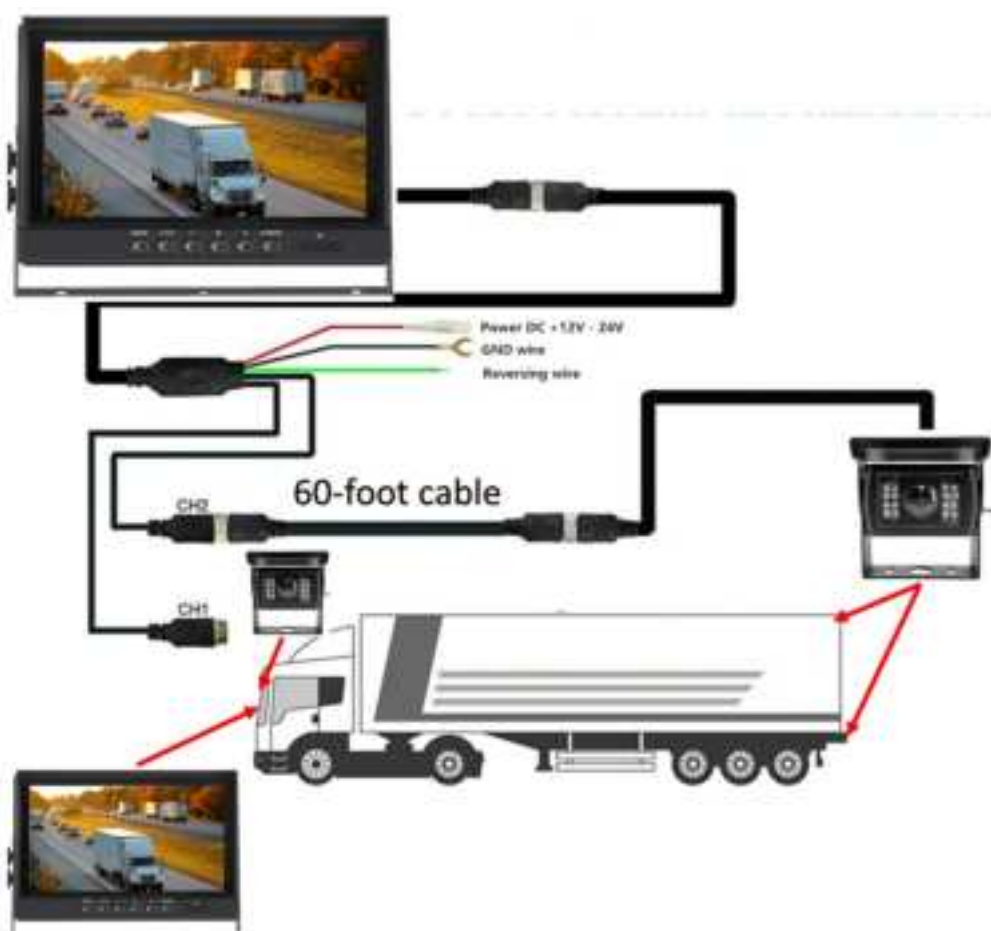 Power DC +12V - 24V
GND wire
Reversing wire
60-foot cable
CH2
CH1